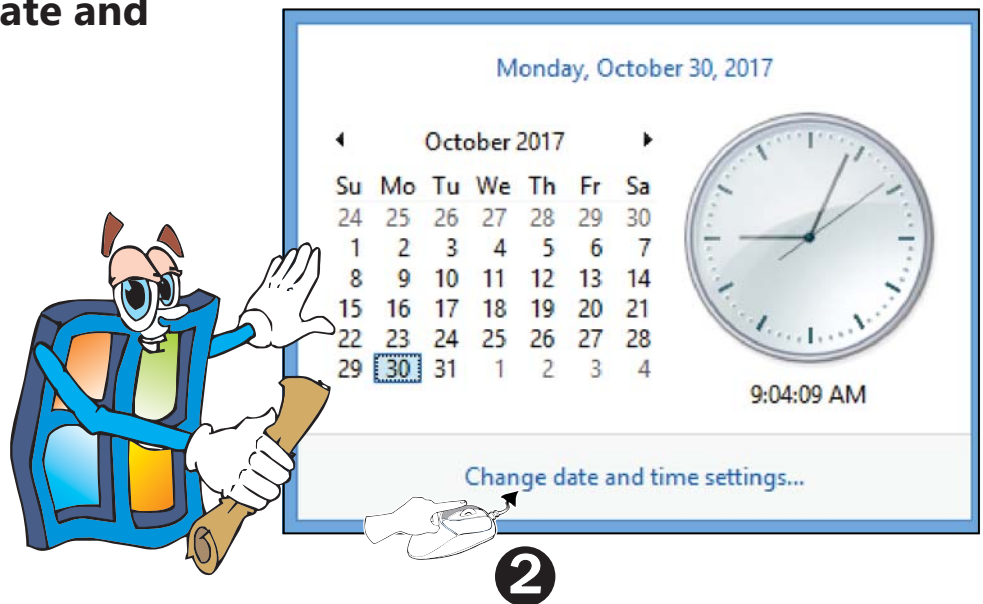 ate and
Monday, October 30, 2017
October 2017
Su Mo Tu We Th Fr Sa
24 25 26 27 28 29 30
1 2 3 4 5 6 7
8 9 10 11 12 13 14
15 16 17 18 19 20 21
22 23 24 25 26 27 28
29 30 31 1 2 3 4
9:04:09 AM
Change date and time settings...
2